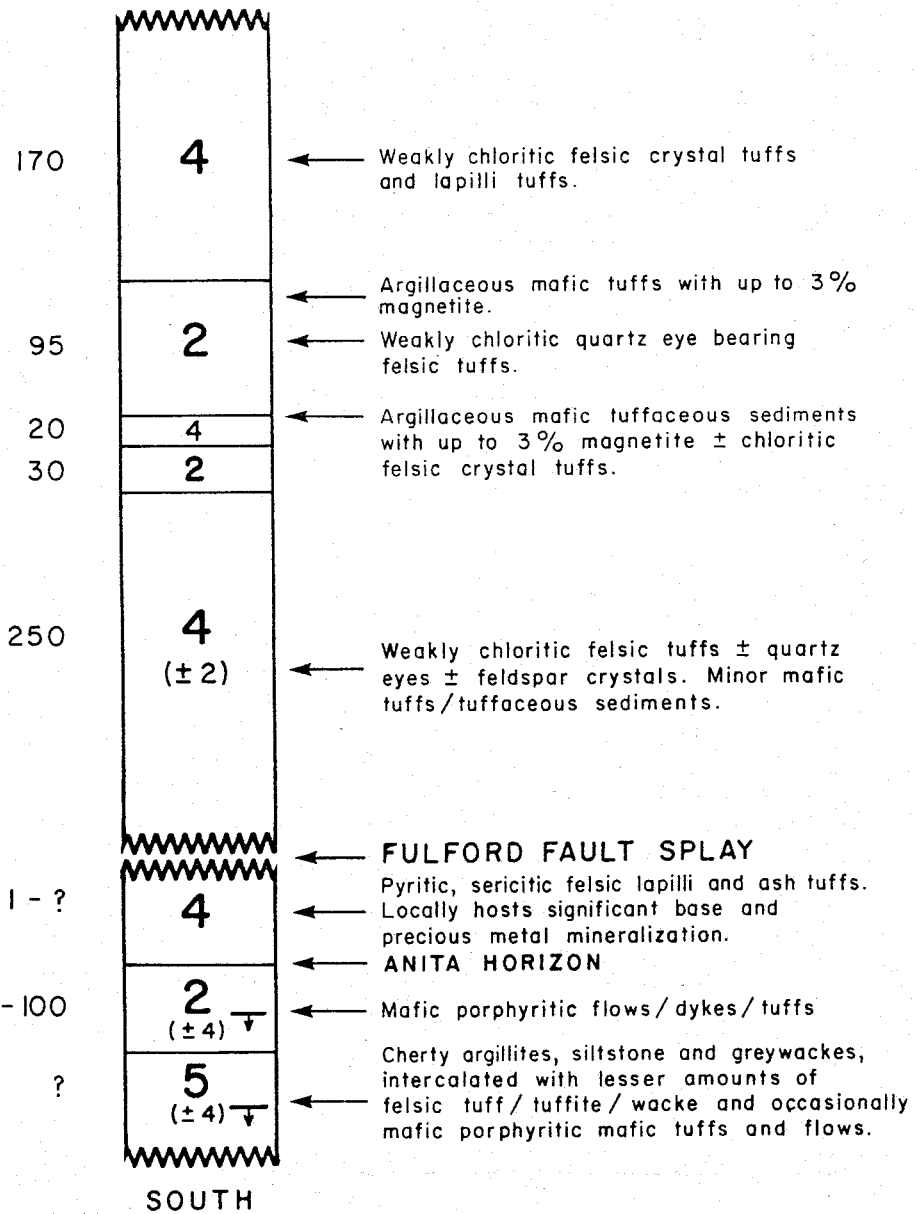 170
4
Weakly chloritic felsic crystal tuffs
and lapilli tuffs.
Argillaceous mafic tuffs with up to 3%
magnetite.
95
2
Weakly chloritic quartz eye bearing
felsic tuffs.
20
4
Argillaceous mafic tuffaceous sediments
with up to 3% magnetite ± chloritic
felsic crystal tuffs.
30
2
250
4
(± 2)
Weakly chloritic felsic tuffs ± quartz
eyes ± feldspar crystals. Minor mafic
tuffs/tuffaceous sediments.
FULFORD FAULT SPLAY
1 - ?
4
Pyritic, sericitic felsic lapilli and ash tuffs.
Locally hosts significant base and
precious metal mineralization.
ANITA HORIZON
-100
2
(± 4)
Mafic porphyritic flows/dykes/tuffs
?
5
(± 4)
Cherty argillites, siltstone and greywackes,
intercalated with lesser amounts of
felsic tuff/tuffite/wacke and occasionally
mafic porphyritic mafic tuffs and flows.
SOUTH